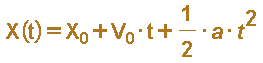 X(t) = X₀ + V₀ · t + 1/2 · a · t²